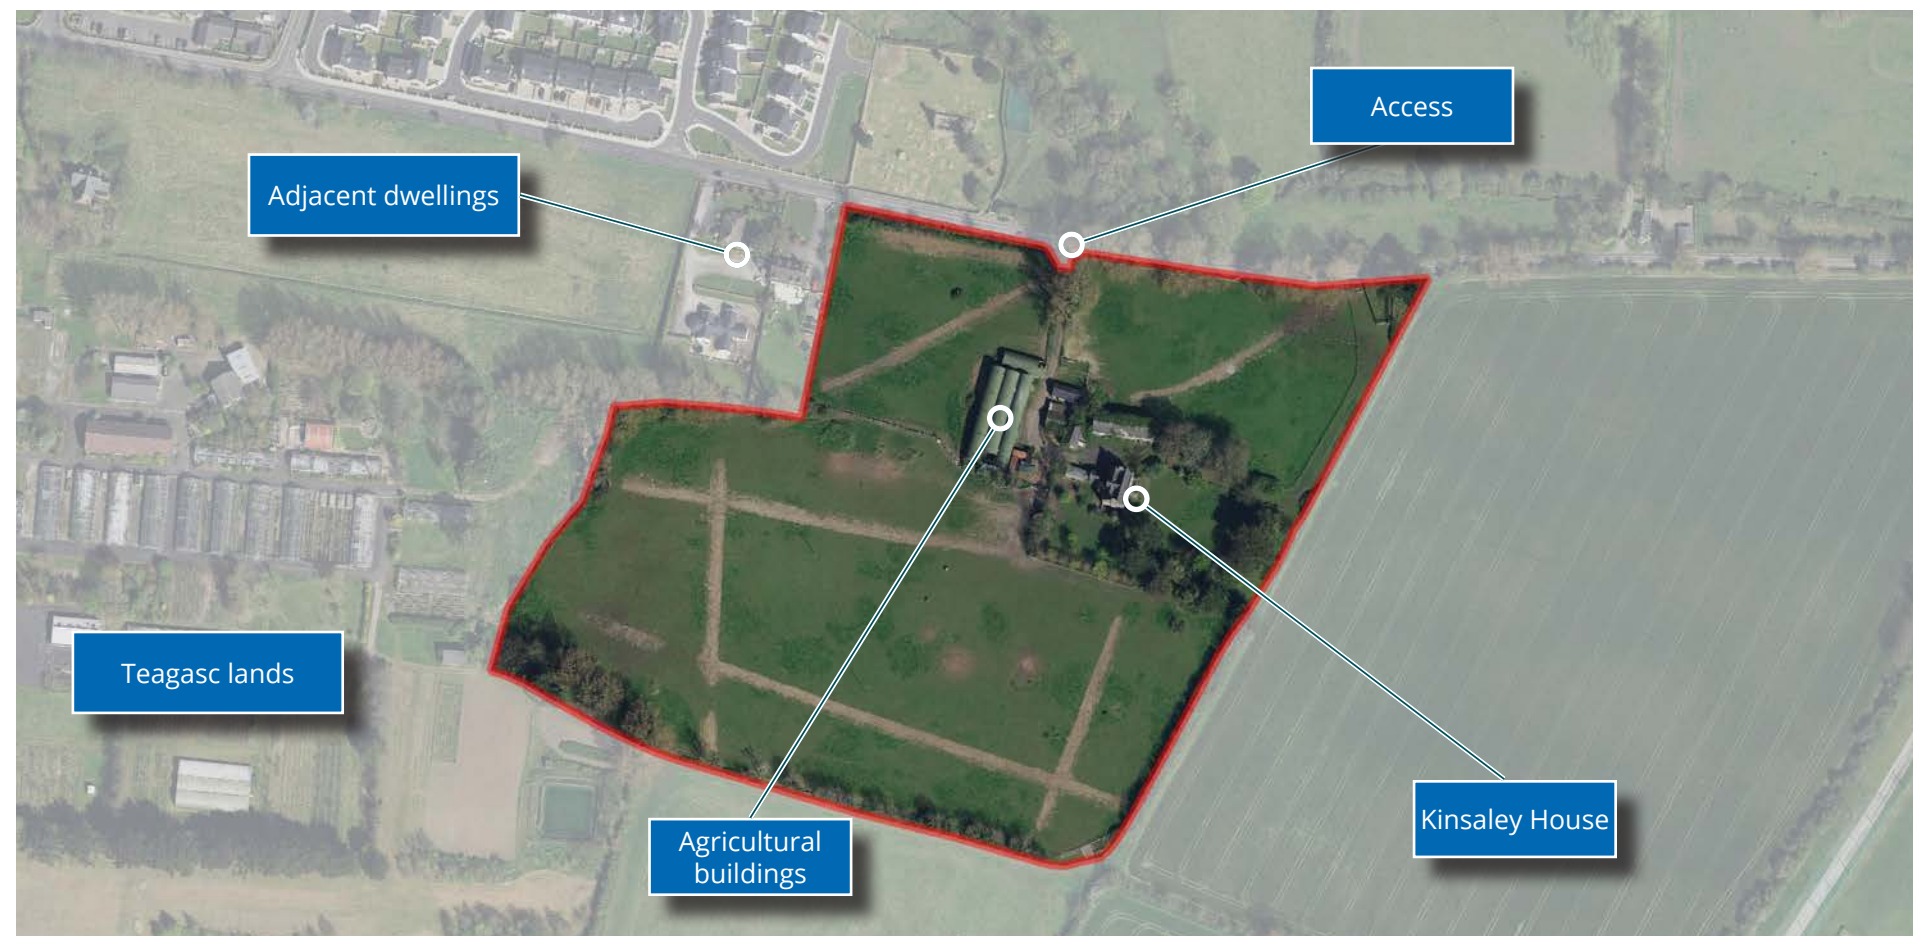 Access
Adjacent dwellings
Teagasc lands
Agricultural
buildings
Kinsaley House